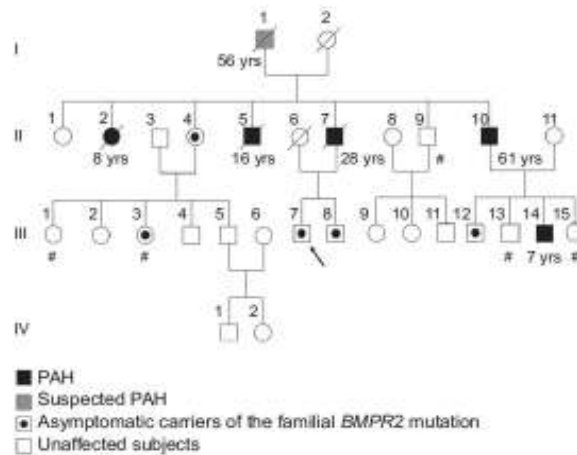 1 2
I
56 yrs
1 2 3 4 5 6 7 8 9 10 11
II
8 yrs 16 yrs 28 yrs # 61 yrs
1 2 3 4 5 6 7 8 9 10 11 12 13 14 15
III
# # # 7 yrs #
1 2
IV
PAH
Suspected PAH
Asymptomatic carriers of the familial BMPR2 mutation
Unaffected subjects